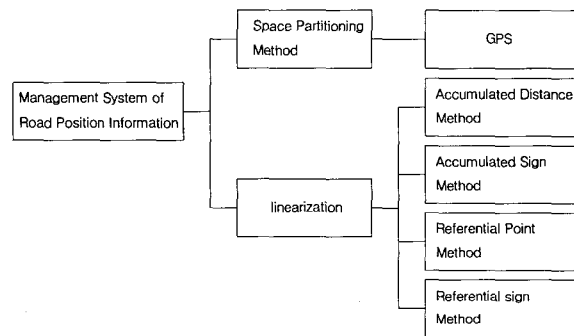 Space Partitioning
Method
GPS
Management System of
Road Position Information
Accumulated Distance
Method
Accumulated Sign
Method
linearization
Referential Point
Method
Referential sign
Method